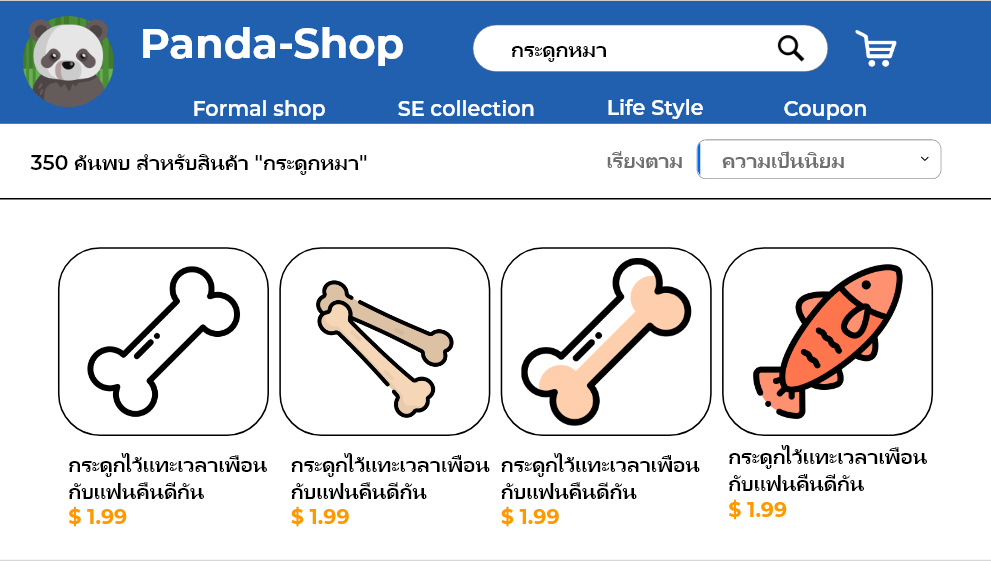 Panda-Shop
กระดูกหมา
Formal shop SE collection Life Style Coupon
350 ค้นพบ สำหรับสินค้า "กระดูกหมา"
เรียงตาม ความเป็นนิยม
กระดูกไว้แทะเวลาเพื่อน
กับแฟนคืนดีกัน
$ 1.99
กระดูกไว้แทะเวลาเพื่อน
กับแฟนคืนดีกัน
$ 1.99
กระดูกไว้แทะเวลาเพื่อน
กับแฟนคืนดีกัน
$ 1.99
กระดูกไว้แทะเวลาเพื่อน
กับแฟนคืนดีกัน
$ 1.99